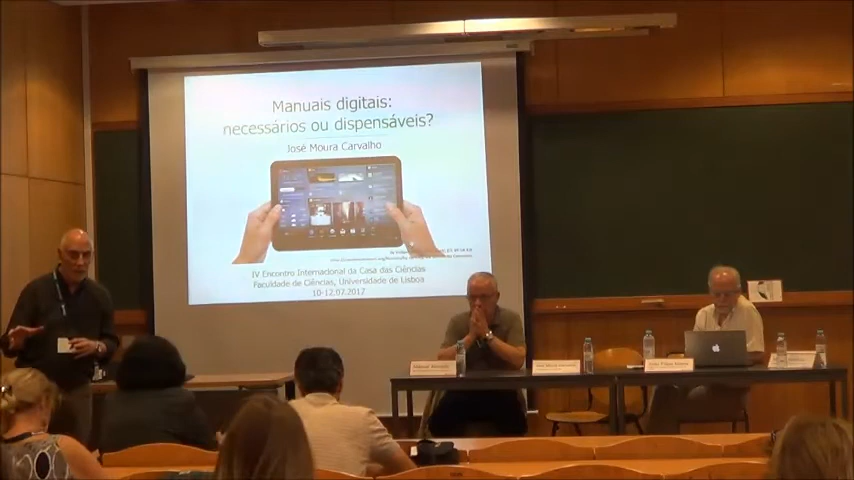 Manuais digitais:
necessários ou dispensáveis?
José Moura Carvalho
IV Encontro Internacional da Casa das Ciências
Faculdade de Ciências, Universidade de Lisboa
10-12.07.2017